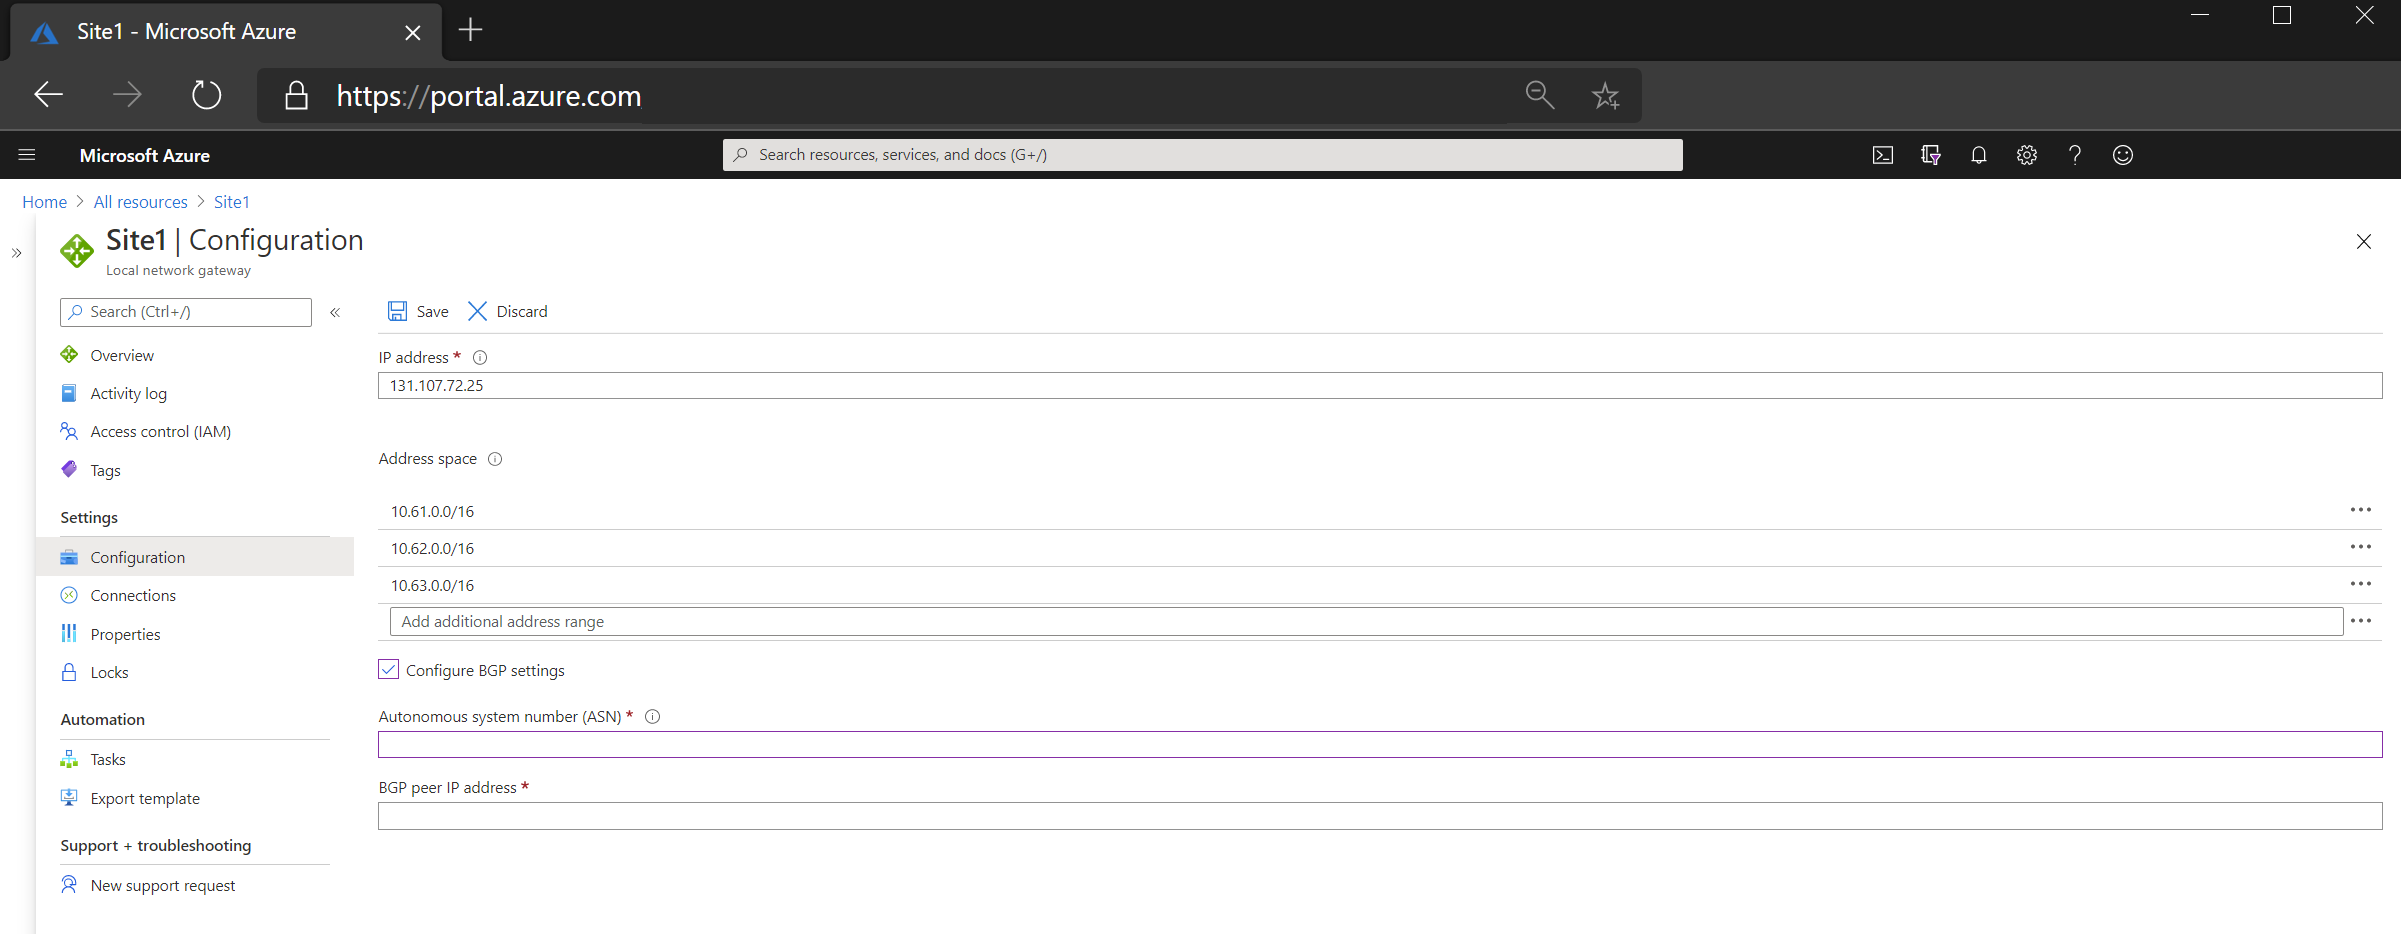 Site1 - Microsoft Azure
https://portal.azure.com
Microsoft Azure
Search resources, services, and docs (G+/)
Home > All resources > Site1
Site1 | Configuration
Local network gateway
Search (Ctrl+/)
Overview
Activity log
Access control (IAM)
Tags
Settings
Configuration
Connections
Properties
Locks
Automation
Tasks
Export template
Support + troubleshooting
New support request
Save
Discard
IP address *
131.107.72.25
Address space
10.61.0.0/16
10.62.0.0/16
10.63.0.0/16
Add additional address range
Configure BGP settings
Autonomous system number (ASN) *
BGP peer IP address *